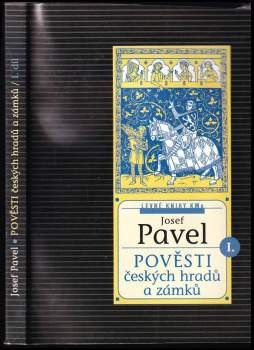 Josef Pavel • POVĚSTI českých hradů a zámků / I. díl
LEVNÉ KNIHY KMa
Josef
Pavel
I.
POVĚSTI
českých hradů
a zámků